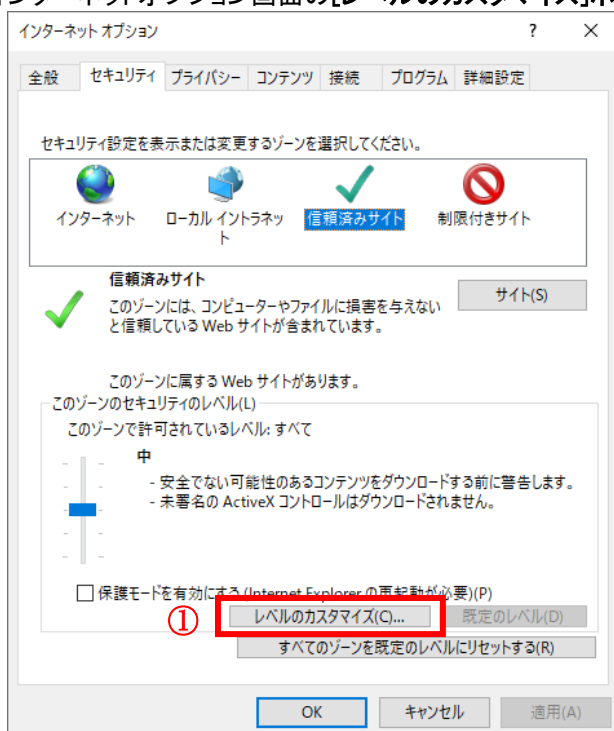 インターネット オプション
? ×
全般 セキュリティ プライバシー コンテンツ 接続 プログラム 詳細設定
セキュリティ設定を表示または変更するゾーンを選択してください。
インターネット ローカル イントラネッ 信頼済みサイト 制限付きサイト
ト
信頼済みサイト
このゾーンには、コンピューターやファイルに損害を与えない
と信頼している Web サイトが含まれています。
サイト(S)
このゾーンに属する Web サイトがあります。
このゾーンのセキュリティのレベル(L)
このゾーンで許可されているレベル: すべて
中
- 安全でない可能性のあるコンテンツをダウンロードする前に警告します。
- 未署名の ActiveX コントロールはダウンロードされません。
保護モードを有効にする (Internet Explorer の再起動が必要)(P)
① レベルのカスタマイズ(C)... 既定のレベル(D)
すべてのゾーンを既定のレベルにリセットする(R)
OK キャンセル 適用(A)